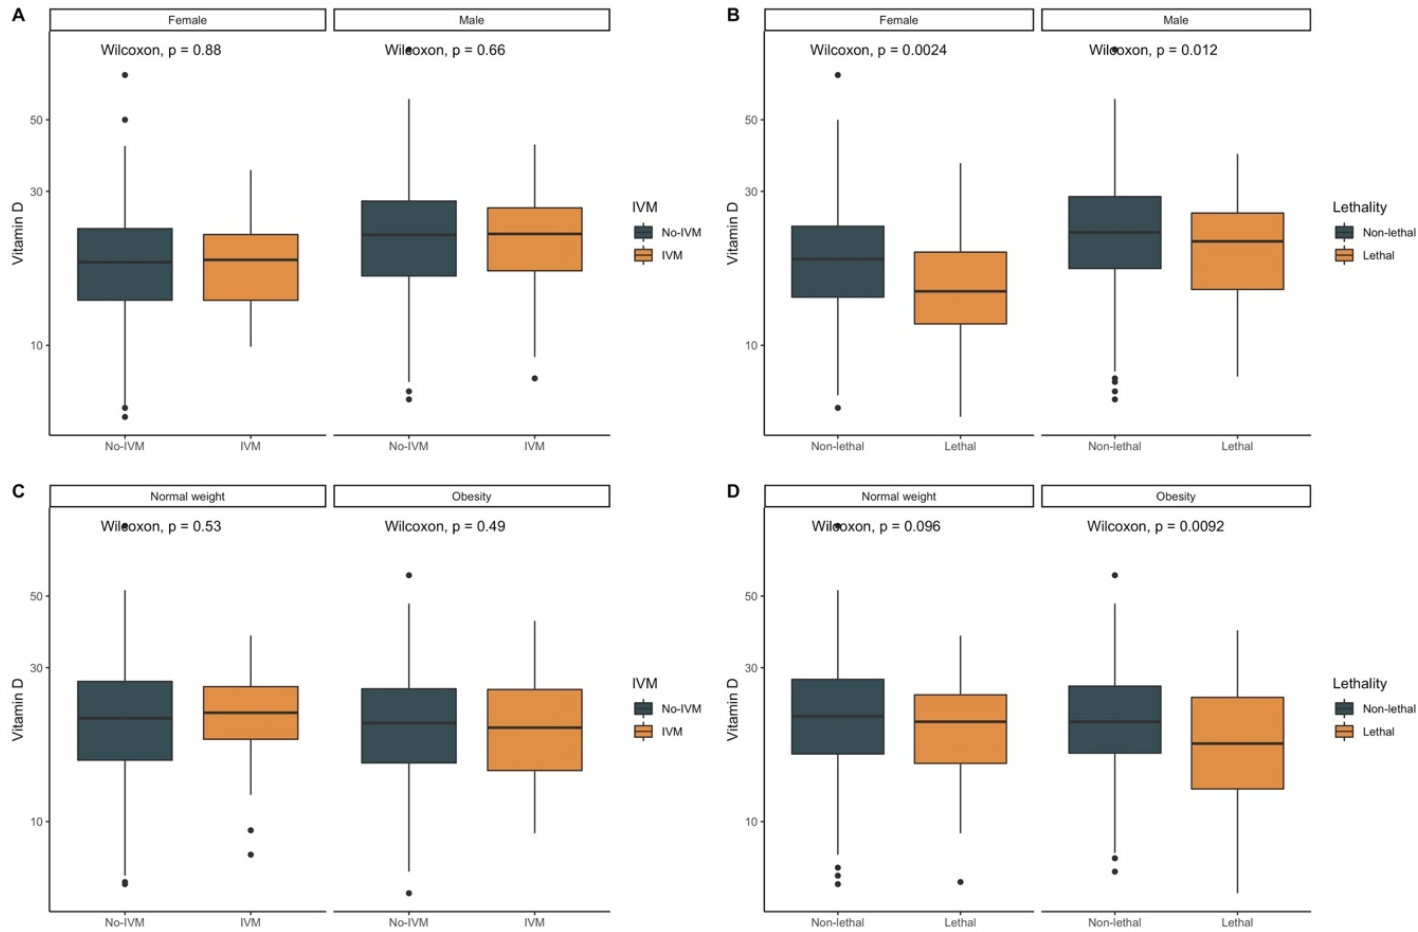 A
Female
Male
Wilcoxon, p = 0.88
Wilcoxon, p = 0.66
50
30
10
Vitamin D
No-IVM
IVM
No-IVM
IVM
IVM
No-IVM
IVM
B
Female
Male
Wilcoxon, p = 0.0024
Wilcoxon, p = 0.012
50
30
10
Vitamin D
Non-lethal
Lethal
Non-lethal
Lethal
Lethality
Non-lethal
Lethal
C
Normal weight
Obesity
Wilcoxon, p = 0.53
Wilcoxon, p = 0.49
50
30
10
Vitamin D
No-IVM
IVM
No-IVM
IVM
IVM
No-IVM
IVM
D
Normal weight
Obesity
Wilcoxon, p = 0.096
Wilcoxon, p = 0.0092
50
30
10
Vitamin D
Non-lethal
Lethal
Non-lethal
Lethal
Lethality
Non-lethal
Lethal